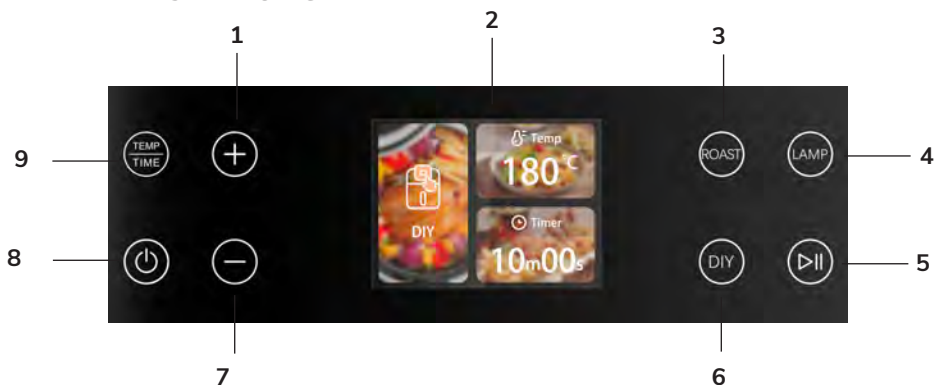 1
2
3
TEMP
TIME
9
Temp
180°C
ROAST
LAMP
4
DIY
Timer
10m00s
8
DIY
5
7
6